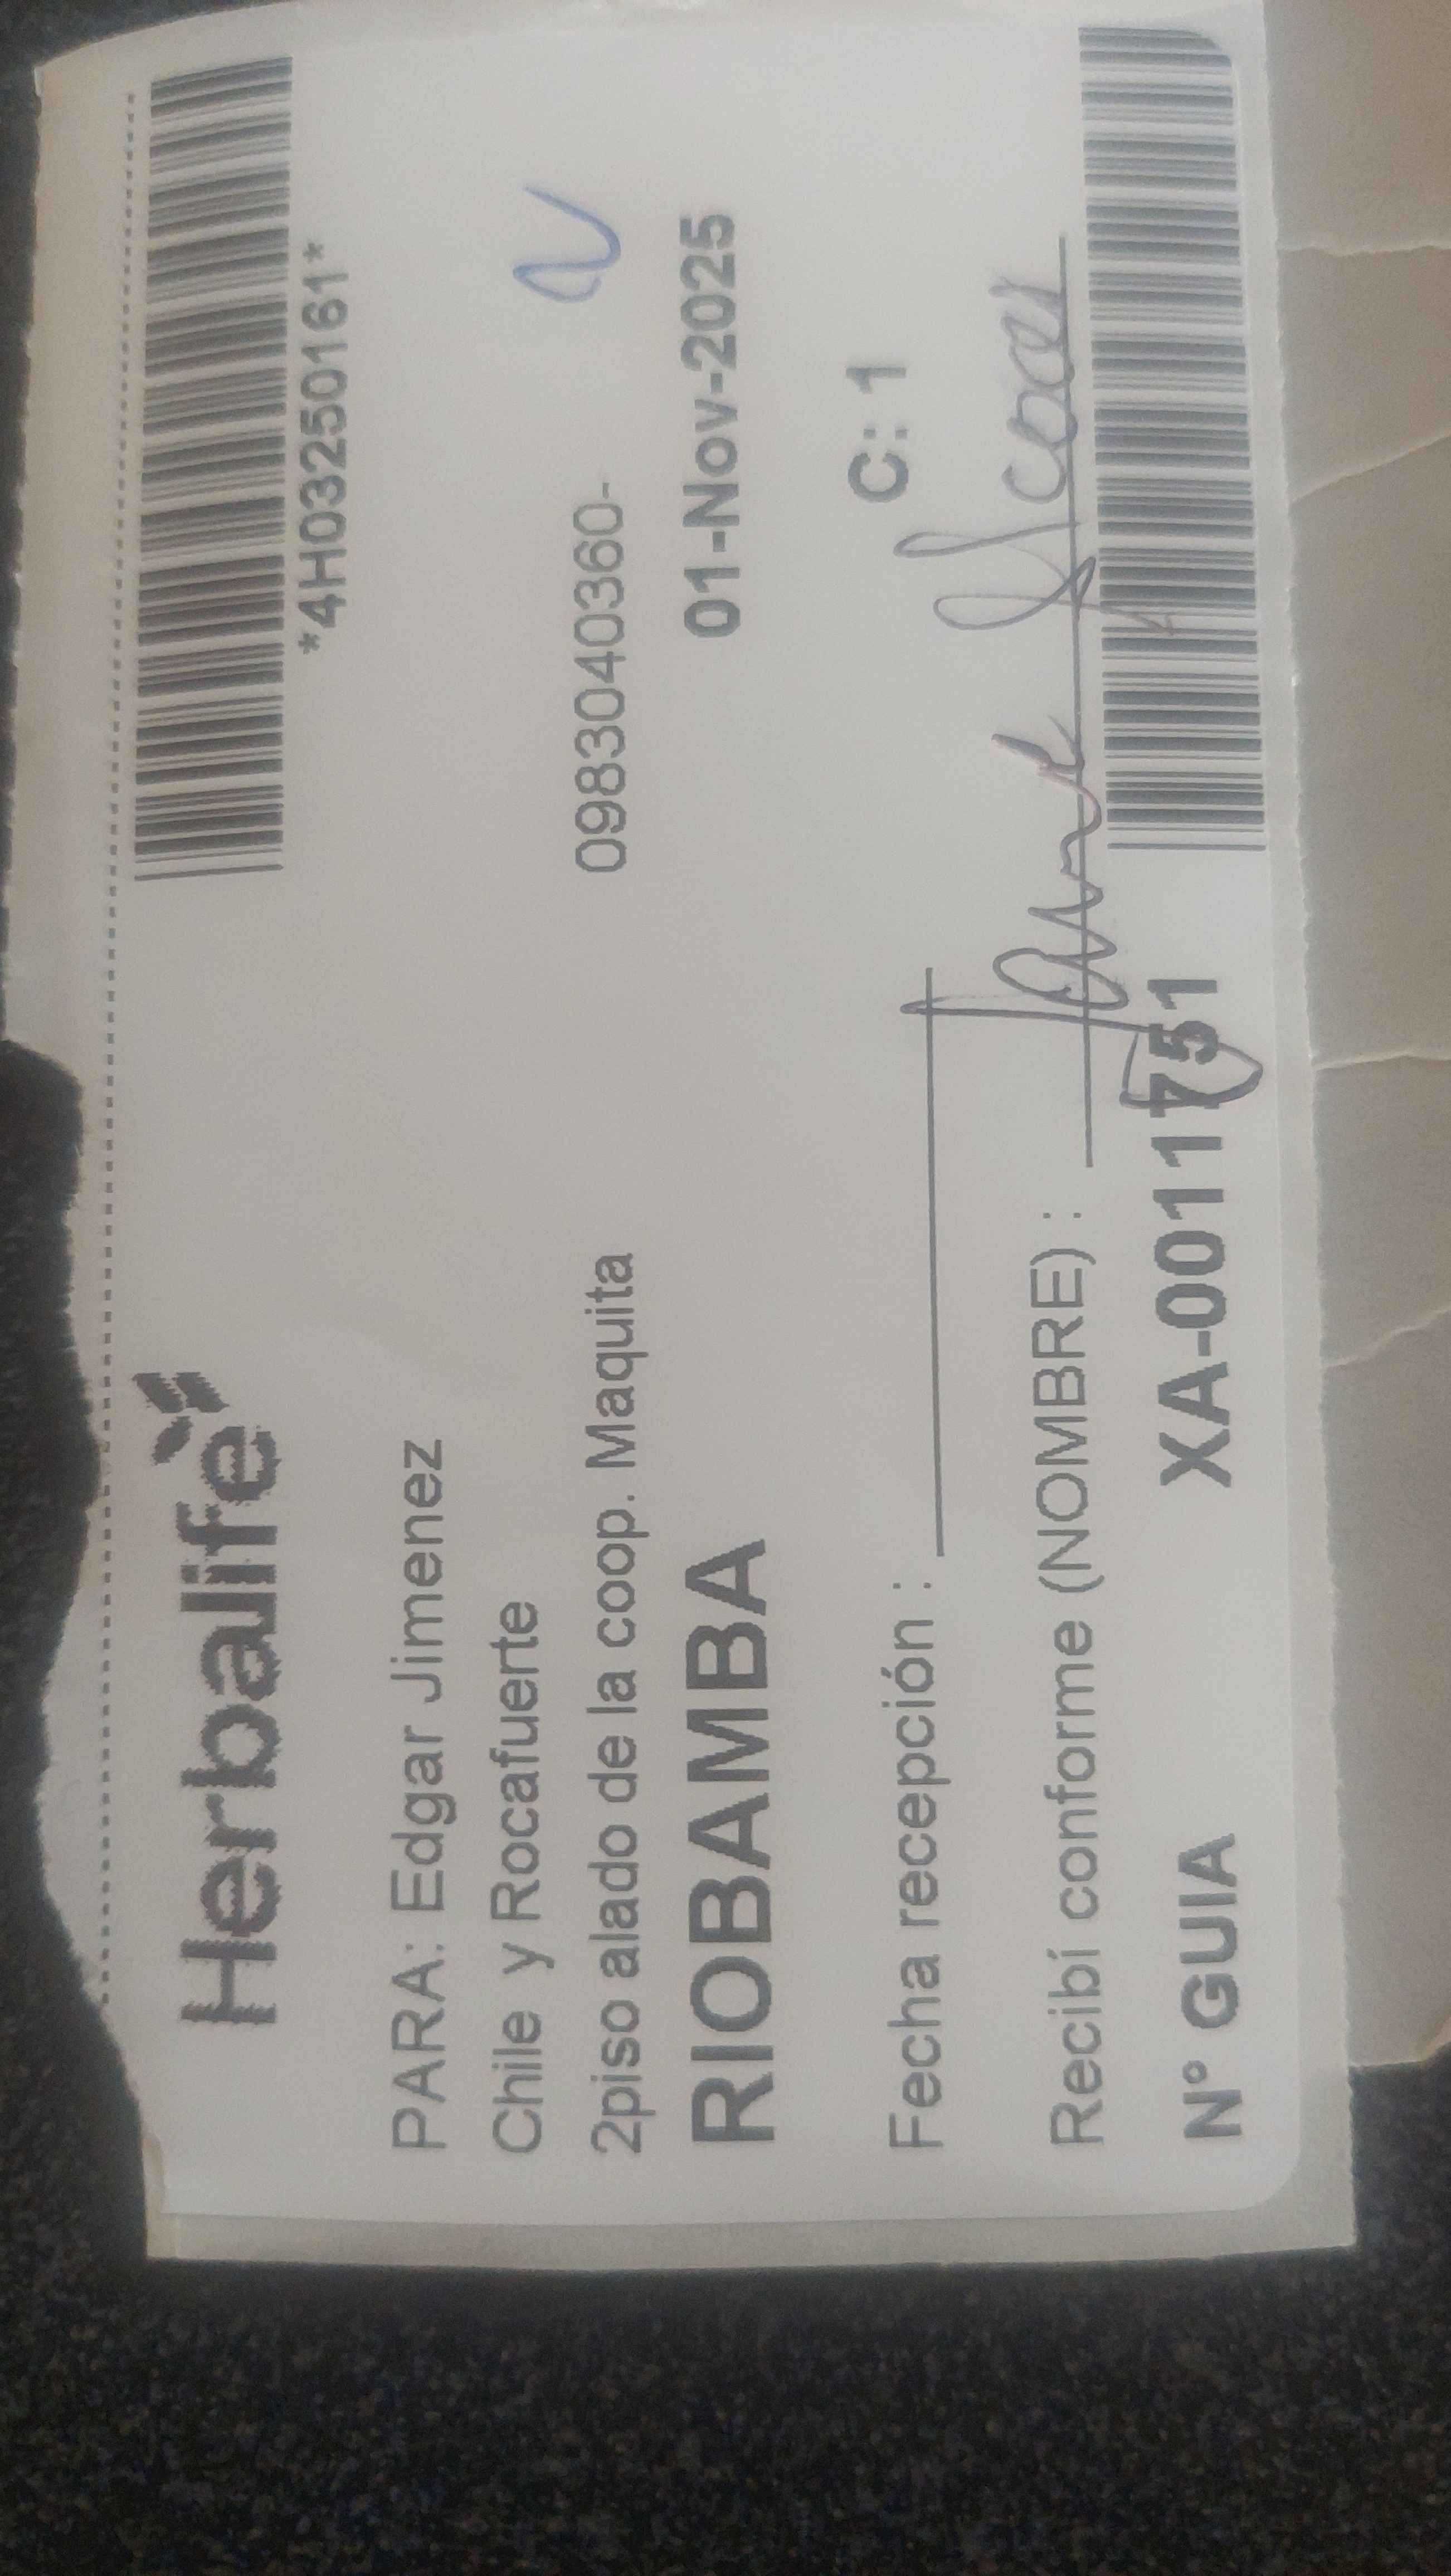 Herbalife
*4H03250161*
PARA: Edgar Jimenez
Chile y Rocafuerte
2piso alado de la coop. Maquita 0983040360-
RIOBAMBA 01-Nov-2025
C: 1
Fecha recepción :
Recibí conforme (NOMBRE) :
N° GUIA XA-0011751